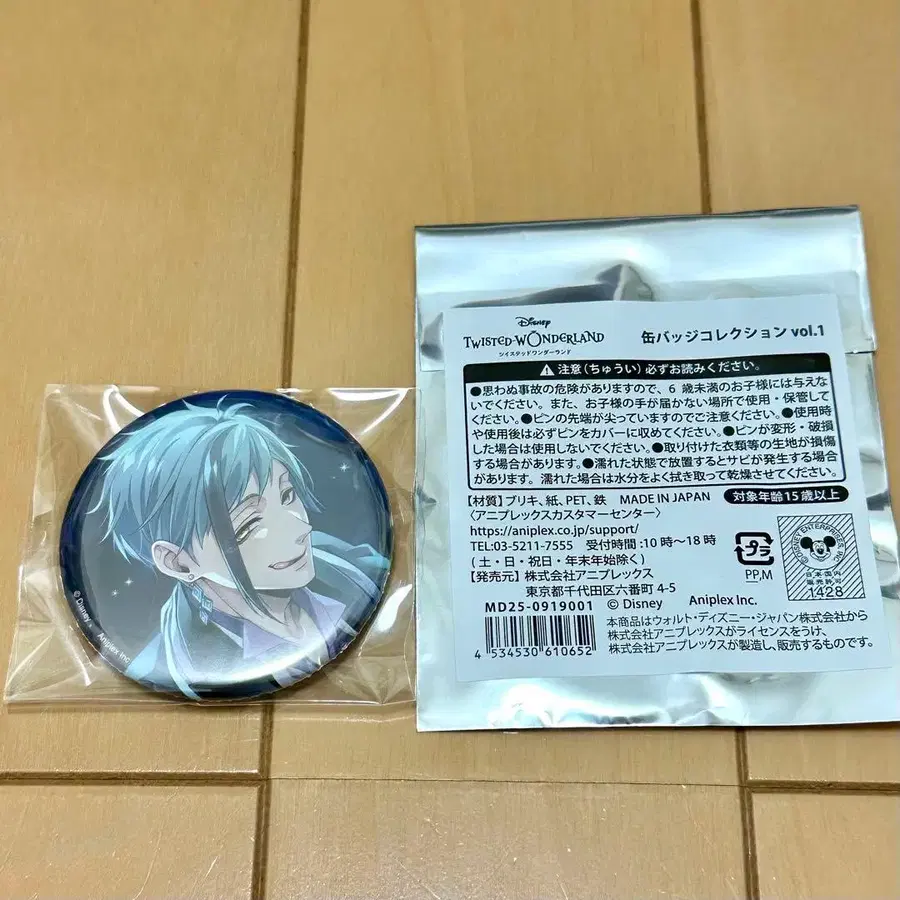 © Disney
Aniplex Inc.
Disney
TWISTED-WONDERLAND
ツイステッドワンダーランド
缶バッジコレクション vol.1
注意（ちゅうい）必ずお読みください。
●思わぬ事故の危険がありますので、6 歳未満のお子様には与えな
いでください。また、お子様の手が届かない場所で使用・保管してく
ださい。●ピンの先端が尖っていますのでご注意ください。●使用時
や使用後は必ずピンをカバーに収めてください。●ピンが変形・破損
した場合は使用しないでください。●取り付けた衣類等の生地が損傷
する場合があります。●濡れた状態で放置するとサビが発生する場合
があります。濡れた場合は水分をよく拭き取って乾燥させてください。
【材質】ブリキ、紙、PET、鉄 MADE IN JAPAN
対象年齢15歳以上
〈アニプレックスカスタマーセンター〉
https://aniplex.co.jp/support/
TEL:03-5211-7555 受付時間:10時～18時
(土・日・祝日・年末年始除く)
【発売元】株式会社アニプレックス
東京都千代田区六番町 4-5
プラ
PP,M
日本国内
販売許可
1428
MD25-0919001 © Disney Aniplex Inc.
4 534530 610652
本商品はウォルト・ディズニー・ジャパン株式会社から
株式会社アニプレックスがライセンスをうけ、
株式会社アニプレックスが製造し、販売するものです。